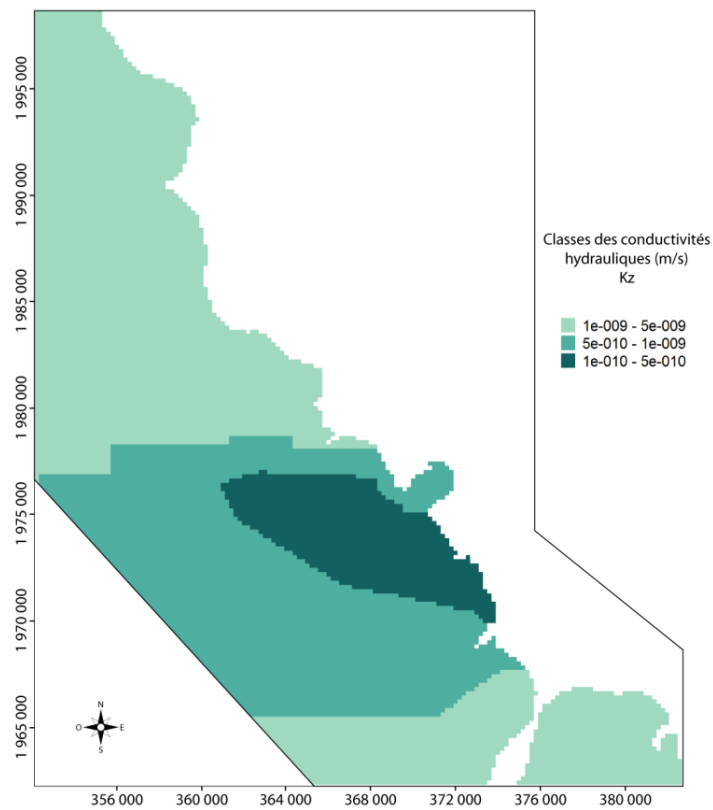 1 995 000
1 990 000
1 985 000
1 980 000
1 975 000
1 970 000
1 965 000
Classes des conductivités
hydrauliques (m/s)
Kz
1e-009 - 5e-009
5e-010 - 1e-009
1e-010 - 5e-010
N
O E
S
356 000 360 000 364 000 368 000 372 000 376 000 380 000